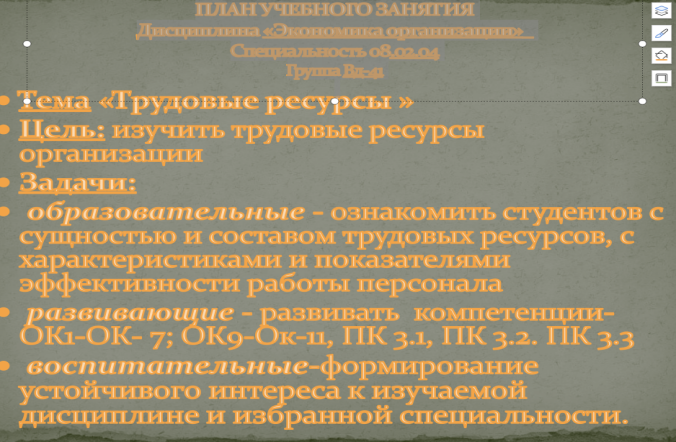 ПЛАН УЧЕБНОГО ЗАНЯТИЯ
Дисциплина «Экономика организации»
Специальность 08.02.04
Группа Вд-41
Тема «Трудовые ресурсы »
Цель: изучить трудовые ресурсы
организации
Задачи:
образовательные - ознакомить студентов с
сущностью и составом трудовых ресурсов, с
характеристиками и показателями
эффективности работы персонала
развивающие - развивать компетенции-
ОК1-ОК- 7; ОК9-Ок-11, ПК 3.1, ПК 3.2. ПК 3.3
воспитательные-формирование
устойчивого интереса к изучаемой
дисциплине и избранной специальности.